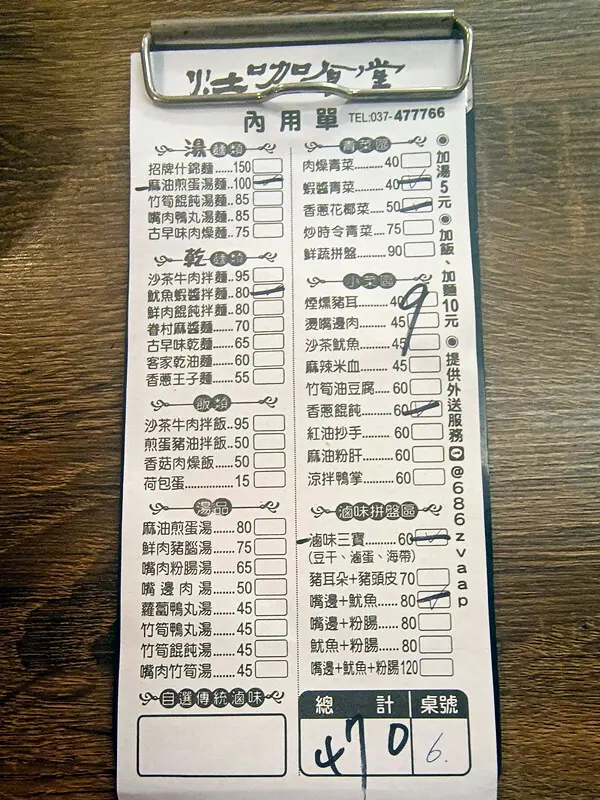 灶咖食堂
內用單 TEL:037-477766
湯麵類
招牌什錦麵.....150
麻油煎蛋湯麵..100
竹筍餛飩湯麵..85
嘴肉鴨丸湯麵..85
古早味肉燥麵...75
乾麵類
沙茶牛肉拌麵..95
魷魚蝦醬拌麵..80
鮮肉餛飩拌麵..80
眷村麻醬麵......70
古早味乾麵......65
客家乾油麵......60
香蔥王子麵......55
飯類
沙茶牛肉拌飯..95
煎蛋豬油拌飯..50
香菇肉燥飯......50
荷包蛋............15
湯品
麻油煎蛋湯.....80
鮮肉豬腦湯.....75
嘴肉粉腸湯.....65
嘴邊肉湯.....50
蘿蔔鴨丸湯.....45
竹筍鴨丸湯.....45
竹筍餛飩湯.....45
嘴肉竹筍湯.....45
自選傳統滷味
青菜區
肉燥青菜........40
蝦醬青菜........40
香蔥花椰菜.....50
炒時令青菜....75
鮮蔬拼盤........90
小菜區
煙燻豬耳........40
燙嘴邊肉........45
沙茶魷魚........45
麻辣米血........45
竹筍油豆腐.....60
香蔥餛飩........60
紅油抄手........60
麻油粉肝........60
涼拌鴨掌........60
9
滷味拼盤區
滷味三寶..........60
(豆干、滷蛋、海帶)
豬耳朵+豬頭皮70
嘴邊+魷魚.....80
嘴邊+粉腸.....80
魷魚+粉腸.....80
嘴邊+魷魚+粉腸120
總計 桌號
470 6.
◉加湯5元◉加飯、加麵10元◉提供外送服務 @686zvaap